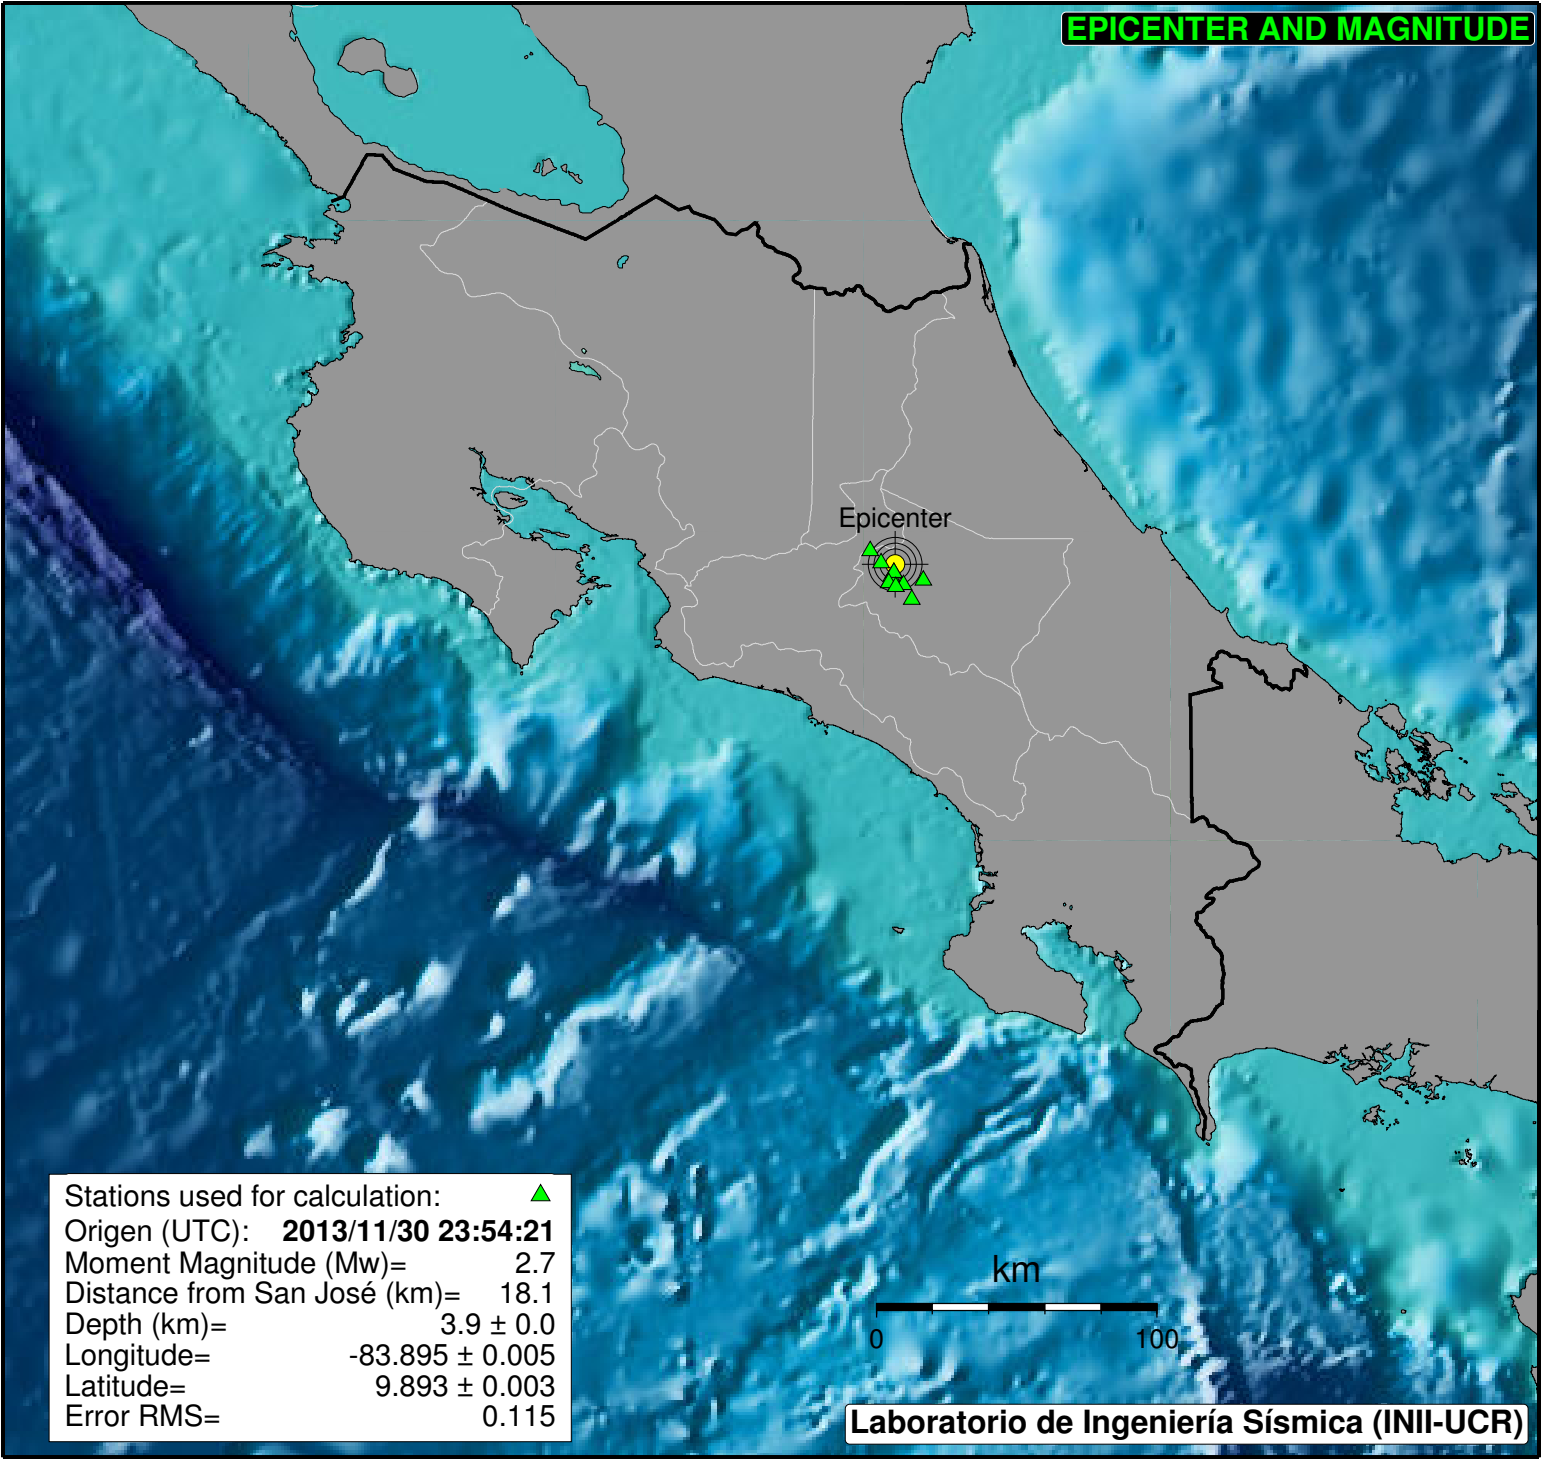 EPICENTER AND MAGNITUDE
Epicenter
Stations used for calculation:
Origen (UTC): 2013/11/30 23:54:21
Moment Magnitude (Mw)= 2.7
Distance from San José (km)= 18.1
Depth (km)= 3.9 ± 0.0
Longitude= -83.895 ± 0.005
Latitude= 9.893 ± 0.003
Error RMS= 0.115
km
0 100
Laboratorio de Ingeniería Sísmica (INII-UCR)